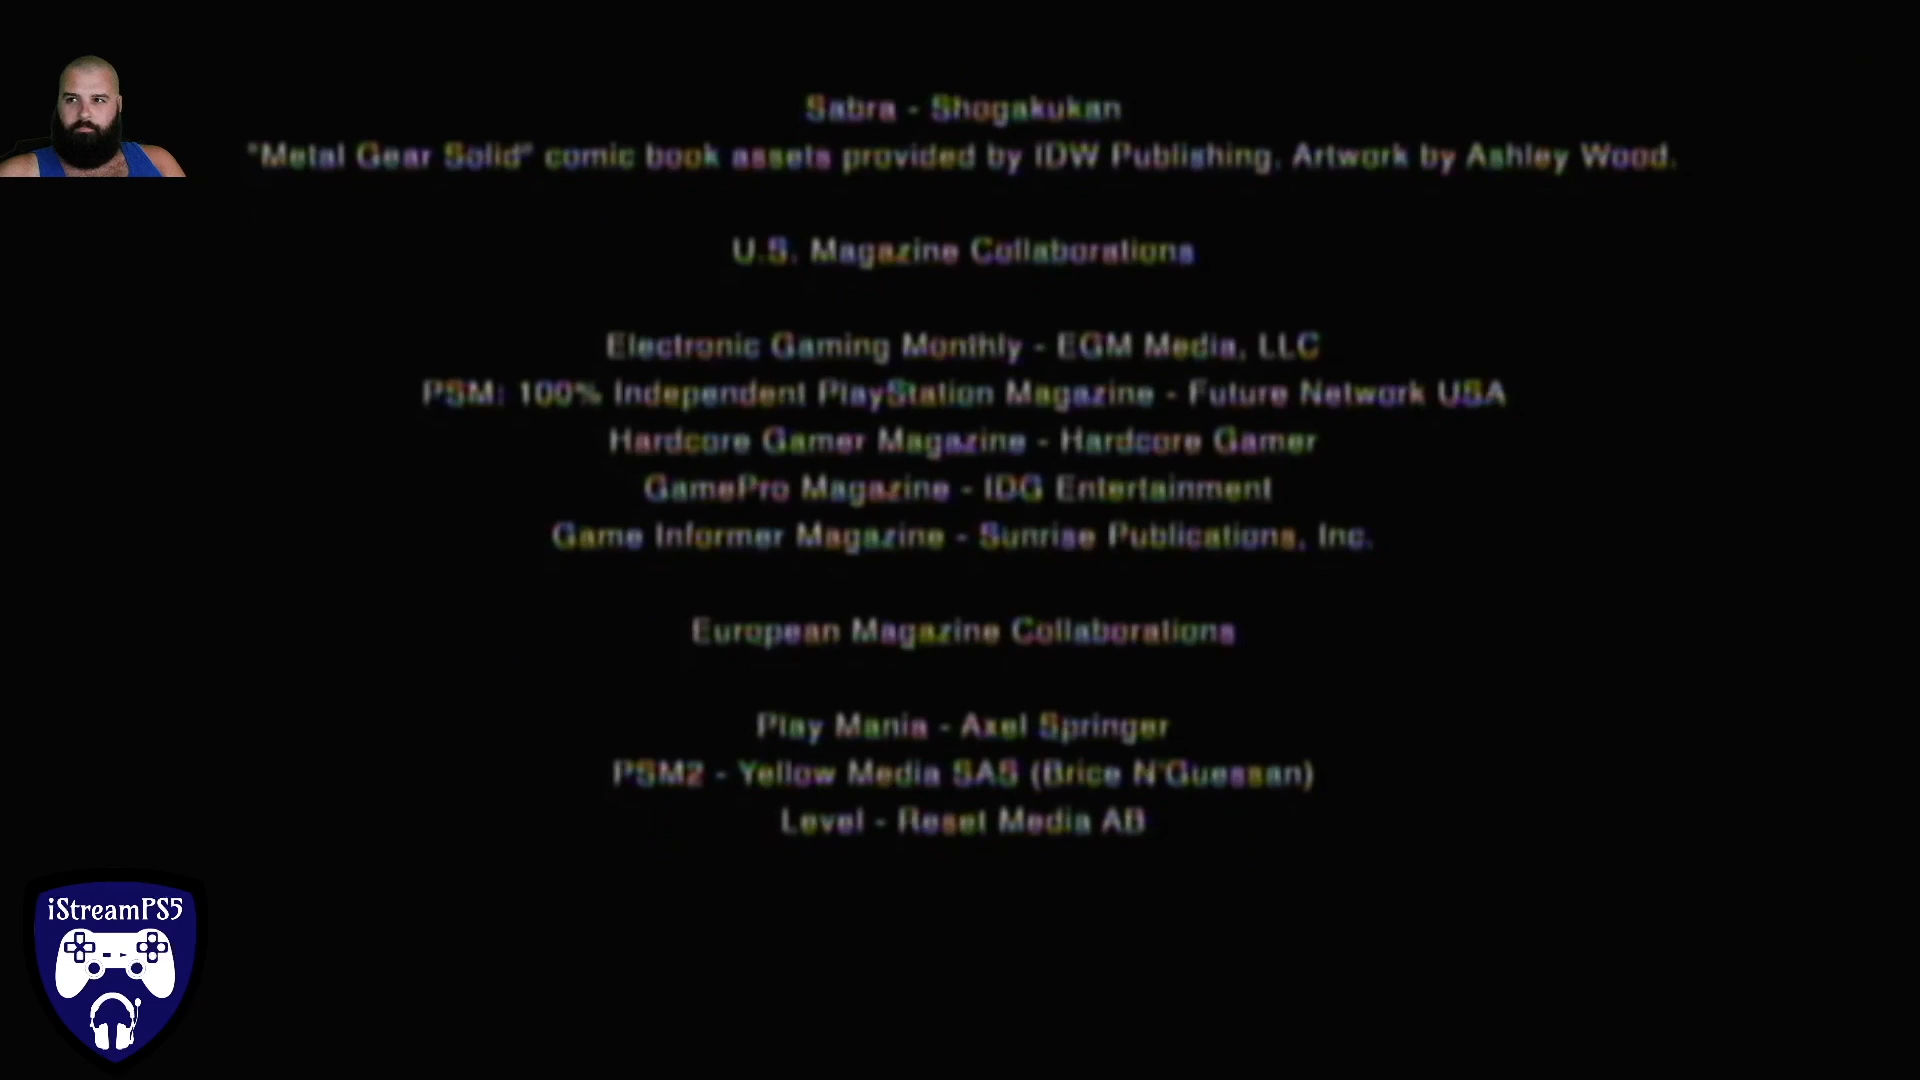 Sabra - Shogakukan
"Metal Gear Solid" comic book assets provided by IDW Publishing. Artwork by Ashley Wood.
U.S. Magazine Collaborations
Electronic Gaming Monthly - EGM Media, LLC
PSM: 100% Independent PlayStation Magazine - Future Network USA
Hardcore Gamer Magazine - Hardcore Gamer
GamePro Magazine - IDG Entertainment
Game Informer Magazine - Sunrise Publications, Inc.
European Magazine Collaborations
Play Mania - Axel Springer
PSM2 - Yellow Media SAS (Brice N'Guessan)
Level - Reset Media AB
iStreamPS5